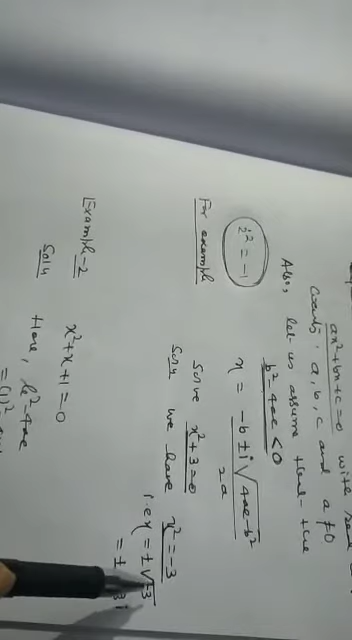 ax²+bx+c=0 with real
coeffs. a, b, c and a≠0
Also, let us assume that the
b²-4ac<0
x = -b±i√4ac-b² / 2a
i² = -1
For example
Solve x²+3=0
Soln we have x² = -3
i.e x = ±√-3
= ±
Example-2 x²+x+1=0
Soln Here, b²-4ac
= (1)²